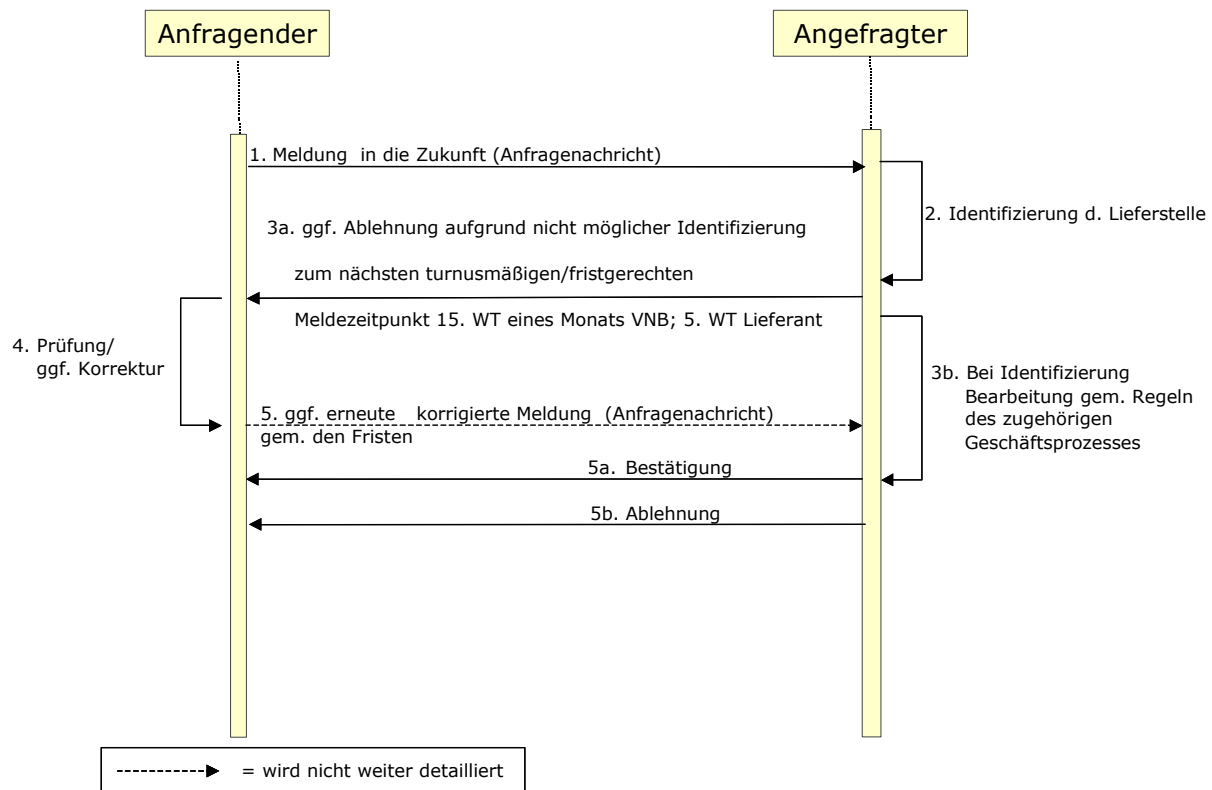 Anfragender
Angefragter
1. Meldung in die Zukunft (Anfragenachricht)
2. Identifizierung d. Lieferstelle
3a. ggf. Ablehnung aufgrund nicht möglicher Identifizierung
zum nächsten turnusmäßigen/fristgerechten
Meldezeitpunkt 15. WT eines Monats VNB; 5. WT Lieferant
4. Prüfung/
ggf. Korrektur
3b. Bei Identifizierung
Bearbeitung gem. Regeln
des zugehörigen
Geschäftsprozesses
5. ggf. erneute korrigierte Meldung (Anfragenachricht)
gem. den Fristen
5a. Bestätigung
5b. Ablehnung
= wird nicht weiter detailliert